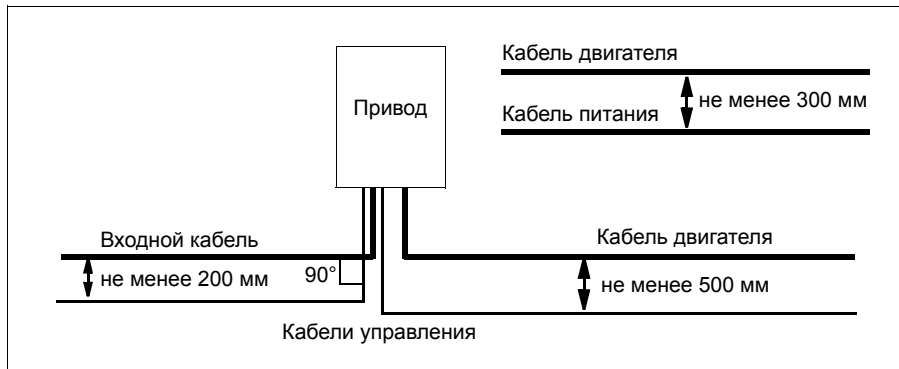 Кабель двигателя
Привод
не менее 300 мм
Кабель питания
Входной кабель
Кабель двигателя
не менее 200 мм
90°
не менее 500 мм
Кабели управления